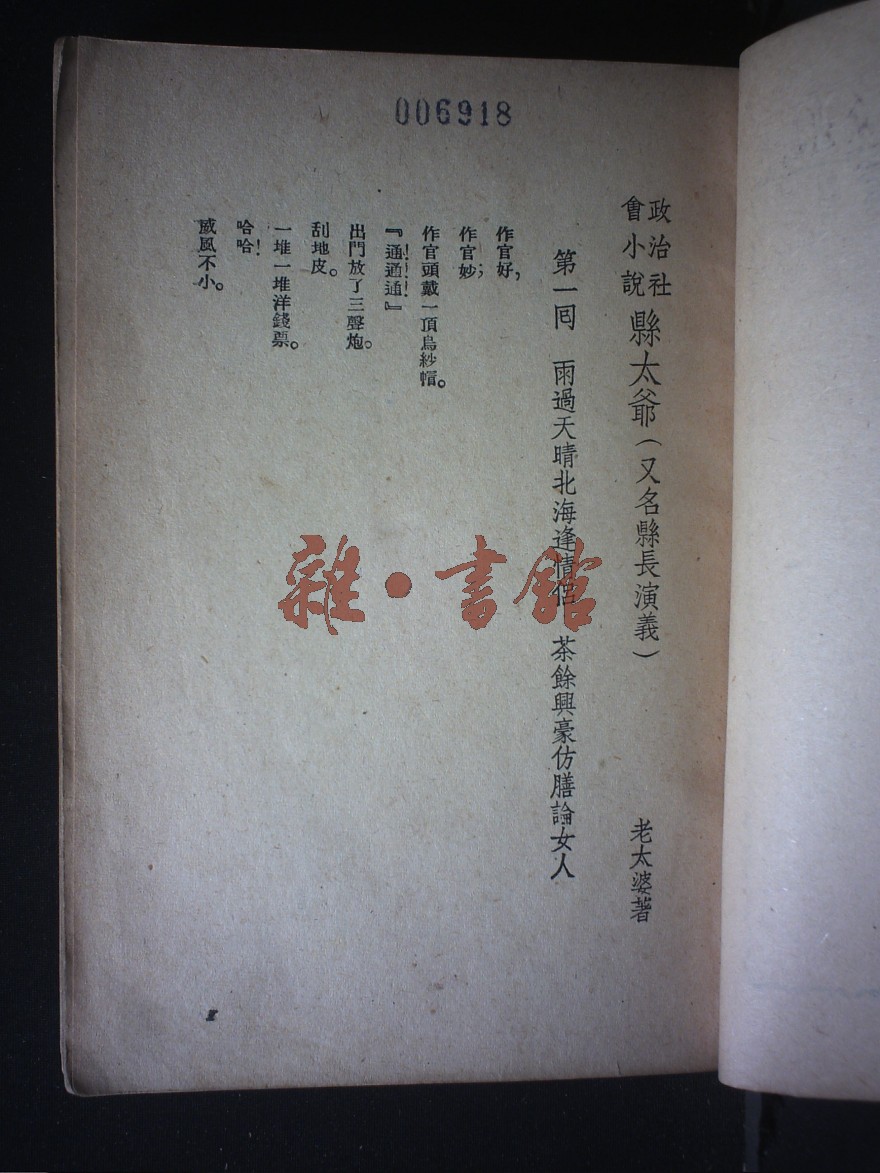 006918
政治社會小說 縣太爺（又名縣長演義） 老太婆著
第一囘 雨過天晴北海逢情侶 茶餘興豪仿膳論女人
作官好，
作官妙；
作官頭戴一頂烏紗帽。
『通！通！通！』
出門放了三聲炮。
刮地皮。
一堆一堆洋錢票。
哈哈！
威風不小。
1
雜·書館